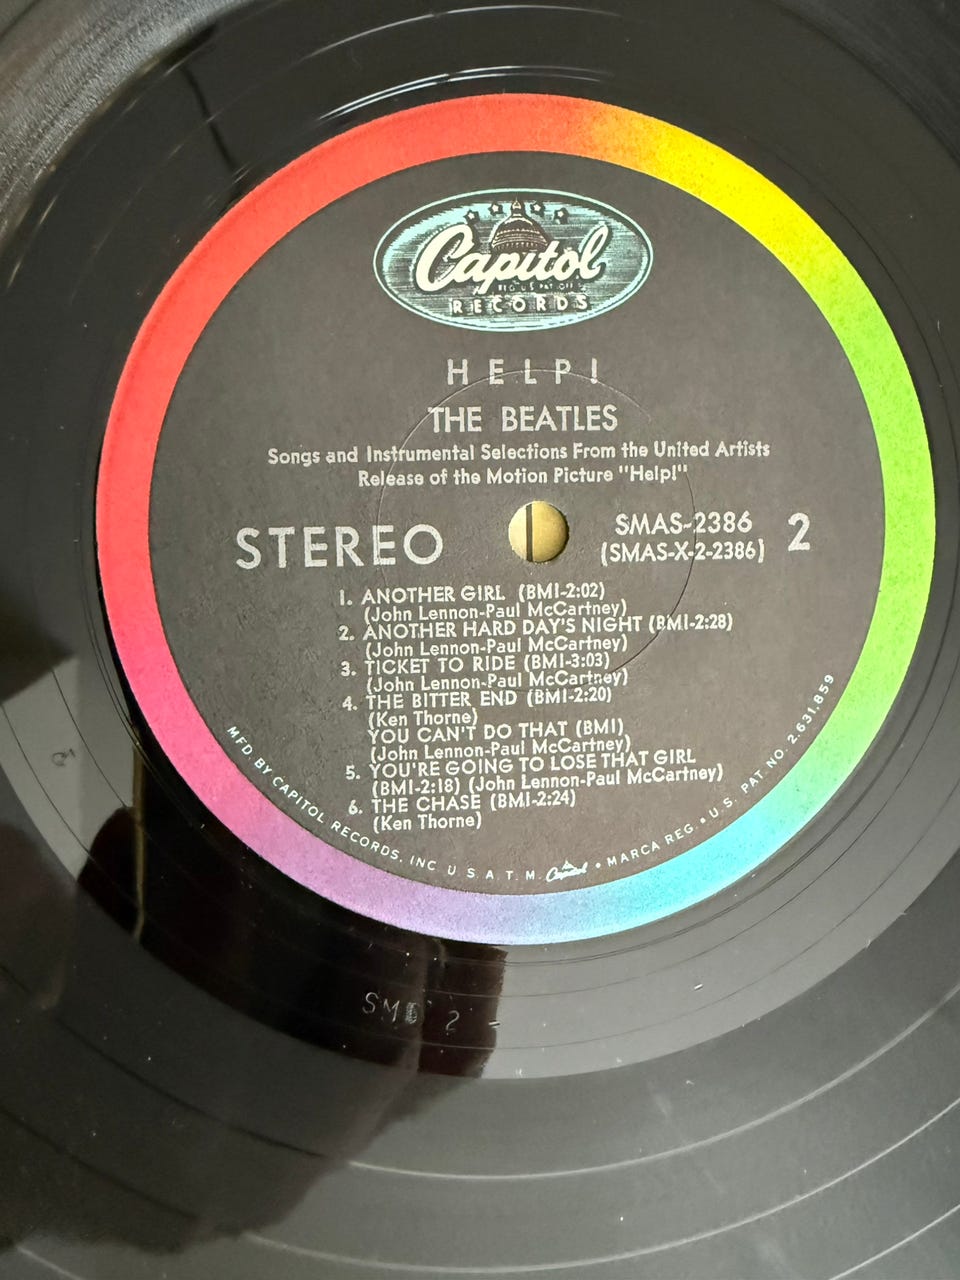 Capitol
RECORDS
HELP!
THE BEATLES
Songs and Instrumental Selections From the United Artists
Release of the Motion Picture "Help!"
STEREO
SMAS-2386
(SMAS-X-2-2386)
2
1. ANOTHER GIRL (BMI-2:02)
(John Lennon-Paul McCartney)
2. ANOTHER HARD DAY'S NIGHT (BMI-2:28)
(John Lennon-Paul McCartney)
3. TICKET TO RIDE (BMI-3:03)
(John Lennon-Paul McCartney)
4. THE BITTER END (BMI-2:20)
(Ken Thorne)
YOU CAN'T DO THAT (BMI)
(John Lennon-Paul McCartney)
5. YOU'RE GOING TO LOSE THAT GIRL
(BMI-2:18) (John Lennon-Paul McCartney)
6. THE CHASE (BMI-2:24)
(Ken Thorne)
MFD BY CAPITOL RECORDS, INC U.S.A. T.M. Capitol • MARCA REG. • U.S. PAT. NO. 2,631,859